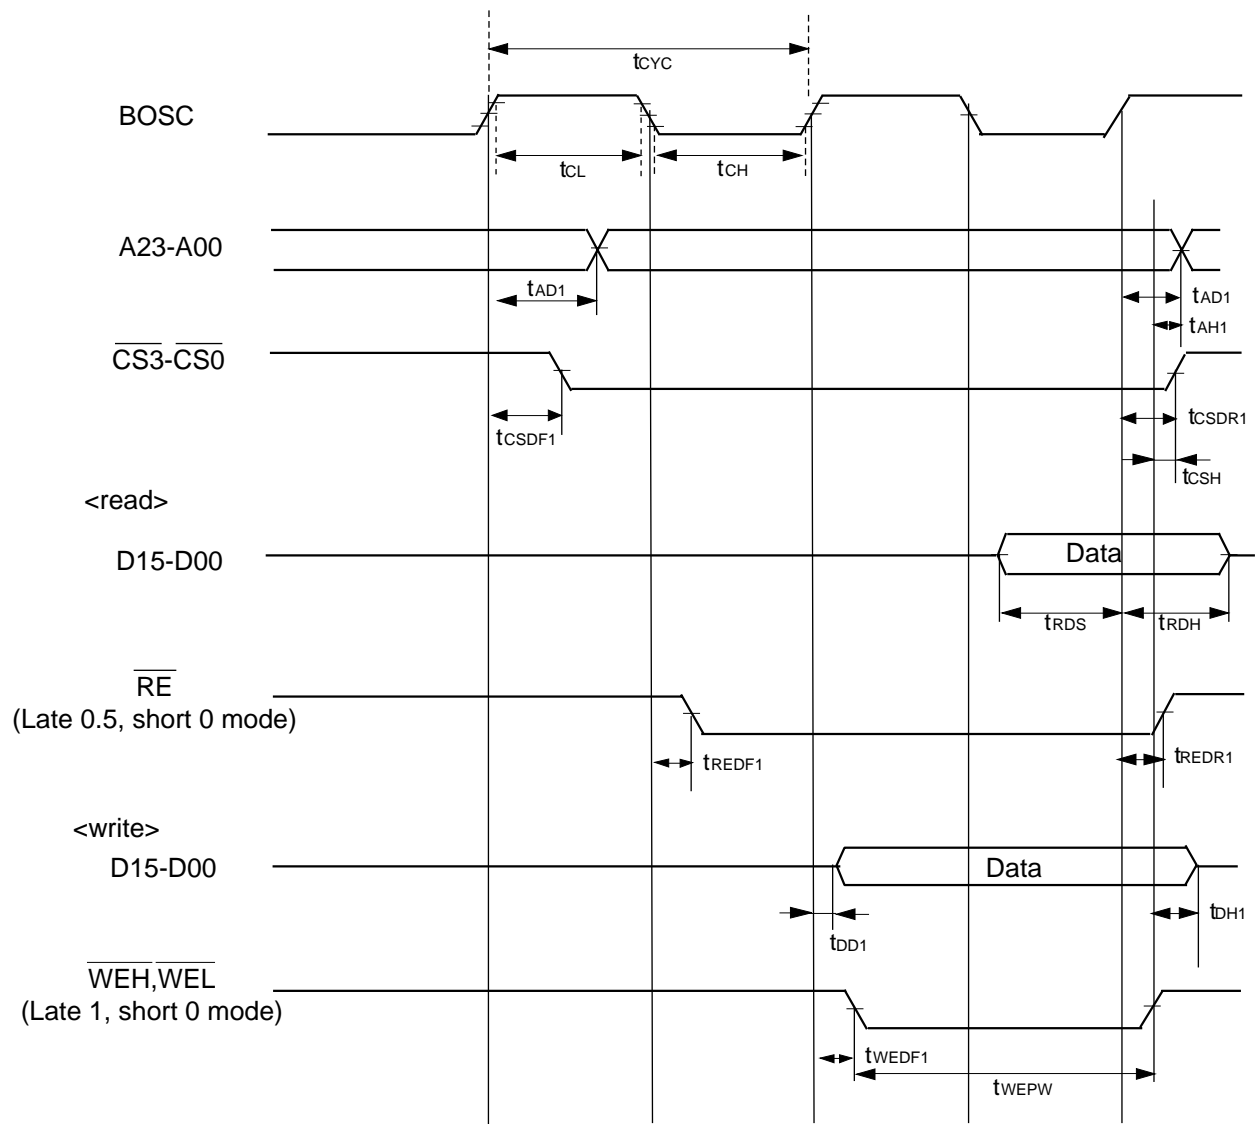 tCYC
BOSC
tCL
tCH
A23-A00
tAD1
tAD1
tAH1
CS3-CS0
tCSDF1
tCSDR1
tCSH
<read>
D15-D00
Data
tRDS
tRDH
RE
(Late 0.5, short 0 mode)
tREDF1
tREDR1
<write>
D15-D00
Data
tDD1
tDH1
WEH,WEL
(Late 1, short 0 mode)
tWEDF1
tWEPW